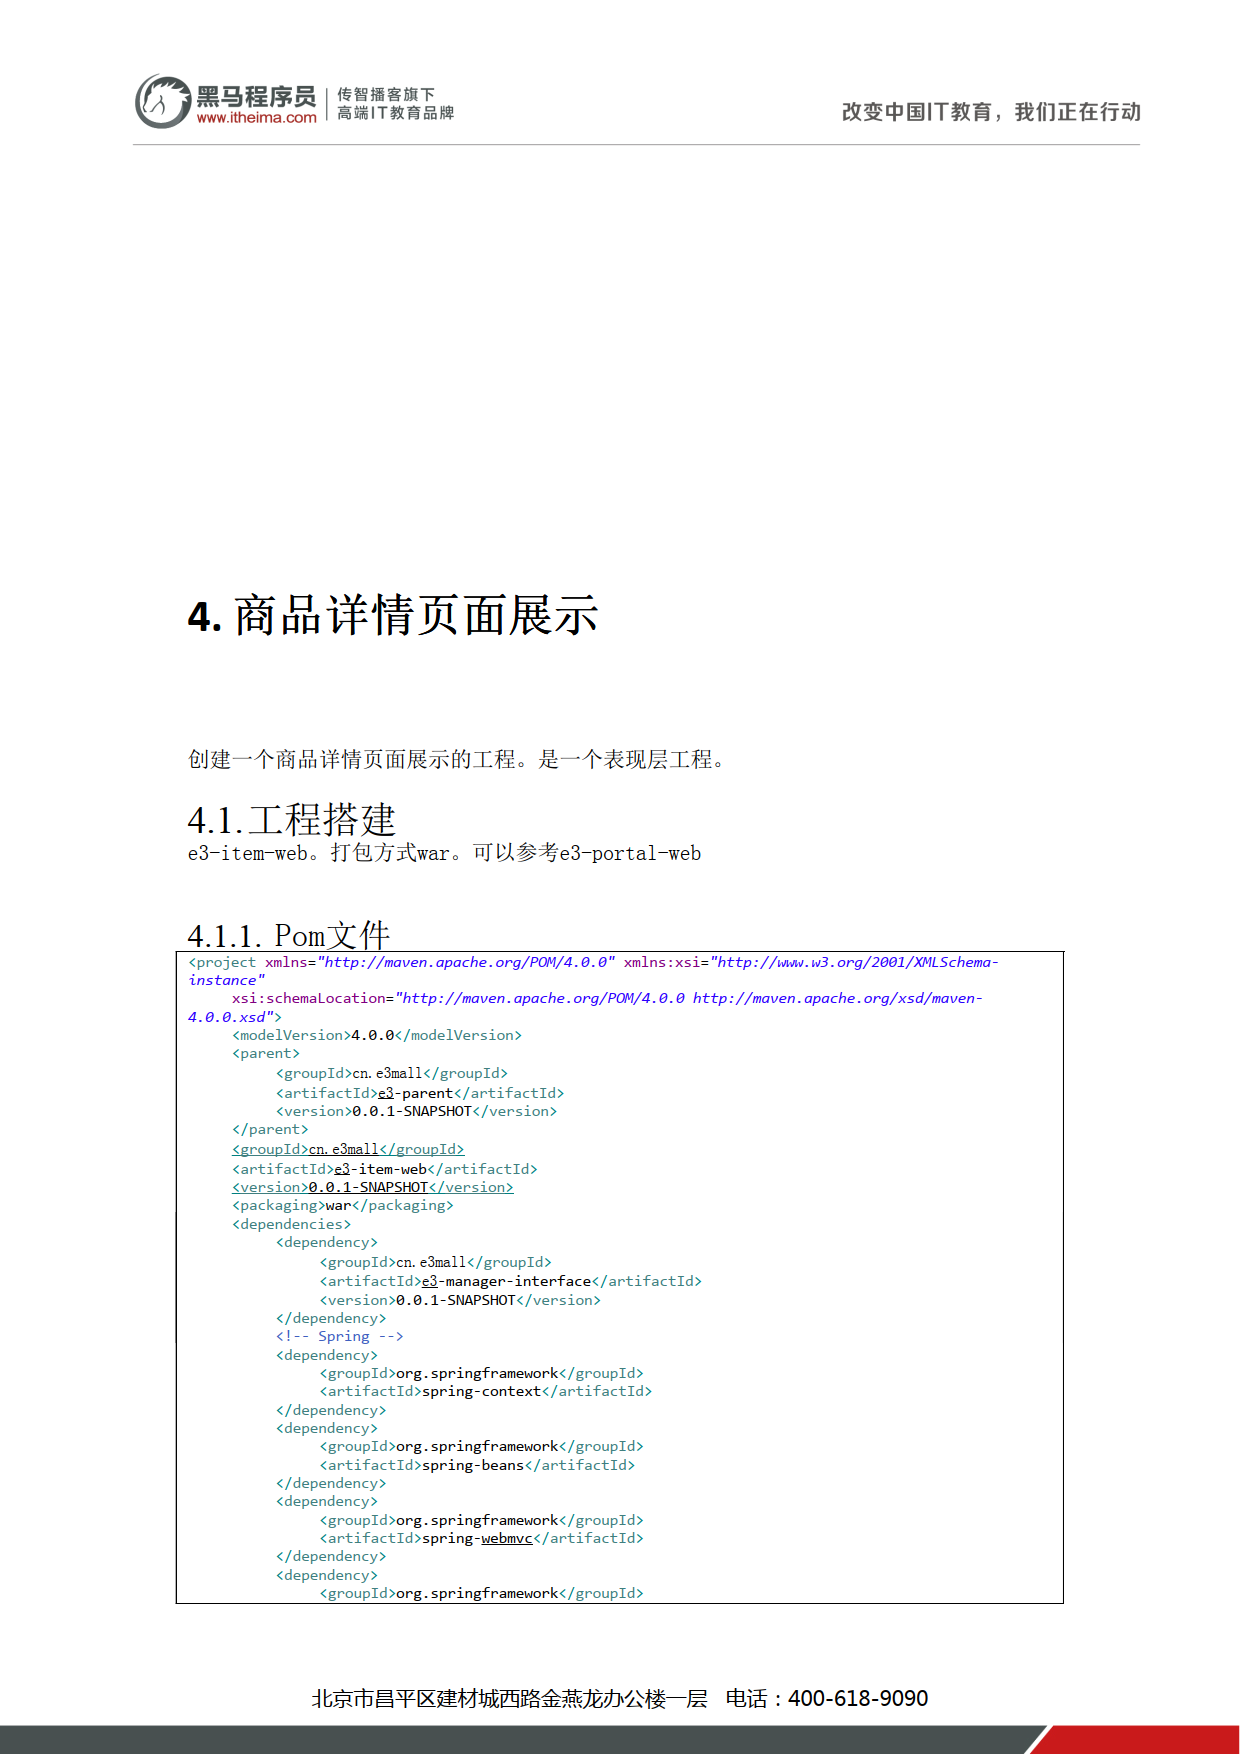 黑马程序员
www.itheima.com
传智播客旗下
高端IT教育品牌
改变中国IT教育，我们正在行动
4. 商品详情页面展示
创建一个商品详情页面展示的工程。是一个表现层工程。
4.1. 工程搭建
e3-item-web。打包方式war。可以参考e3-portal-web
4.1.1. Pom文件
<project xmlns="http://maven.apache.org/POM/4.0.0" xmlns:xsi="http://www.w3.org/2001/XMLSchema-
instance"
xsi:schemaLocation="http://maven.apache.org/POM/4.0.0 http://maven.apache.org/xsd/maven-
4.0.0.xsd">
<modelVersion>4.0.0</modelVersion>
<parent>
<groupId>cn.e3mall</groupId>
<artifactId>e3-parent</artifactId>
<version>0.0.1-SNAPSHOT</version>
</parent>
<groupId>cn.e3mall</groupId>
<artifactId>e3-item-web</artifactId>
<version>0.0.1-SNAPSHOT</version>
<packaging>war</packaging>
<dependencies>
<dependency>
<groupId>cn.e3mall</groupId>
<artifactId>e3-manager-interface</artifactId>
<version>0.0.1-SNAPSHOT</version>
</dependency>
<!-- Spring -->
<dependency>
<groupId>org.springframework</groupId>
<artifactId>spring-context</artifactId>
</dependency>
<dependency>
<groupId>org.springframework</groupId>
<artifactId>spring-beans</artifactId>
</dependency>
<dependency>
<groupId>org.springframework</groupId>
<artifactId>spring-webmvc</artifactId>
</dependency>
<dependency>
<groupId>org.springframework</groupId>
北京市昌平区建材城西路金燕龙办公楼一层 电话：400-618-9090